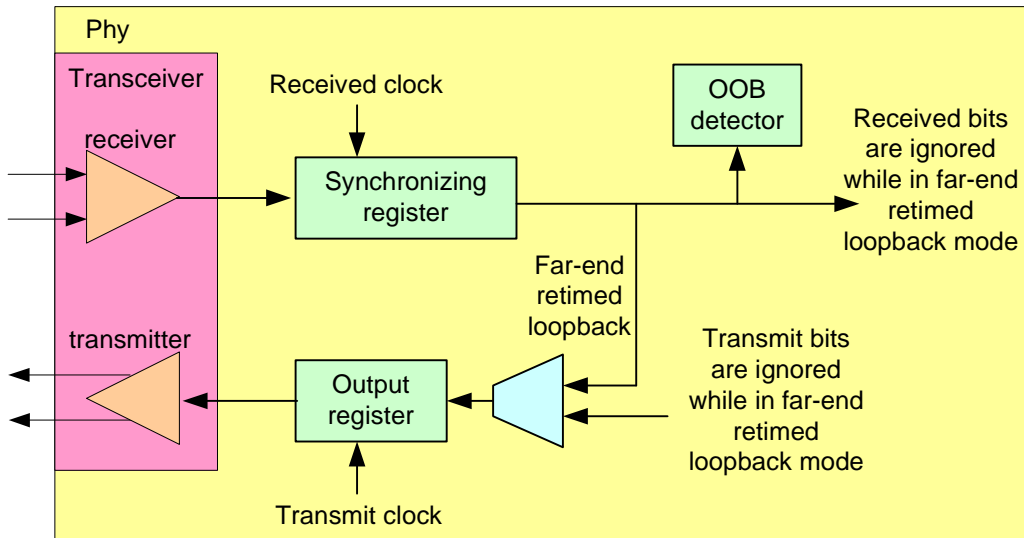 Phy
Transceiver
receiver
Received clock
Synchronizing
register
OOB
detector
Received bits
are ignored
while in far-end
retimed
loopback mode
Far-end
retimed
loopback
transmitter
Output
register
Transmit clock
Transmit bits
are ignored
while in far-end
retimed
loopback mode